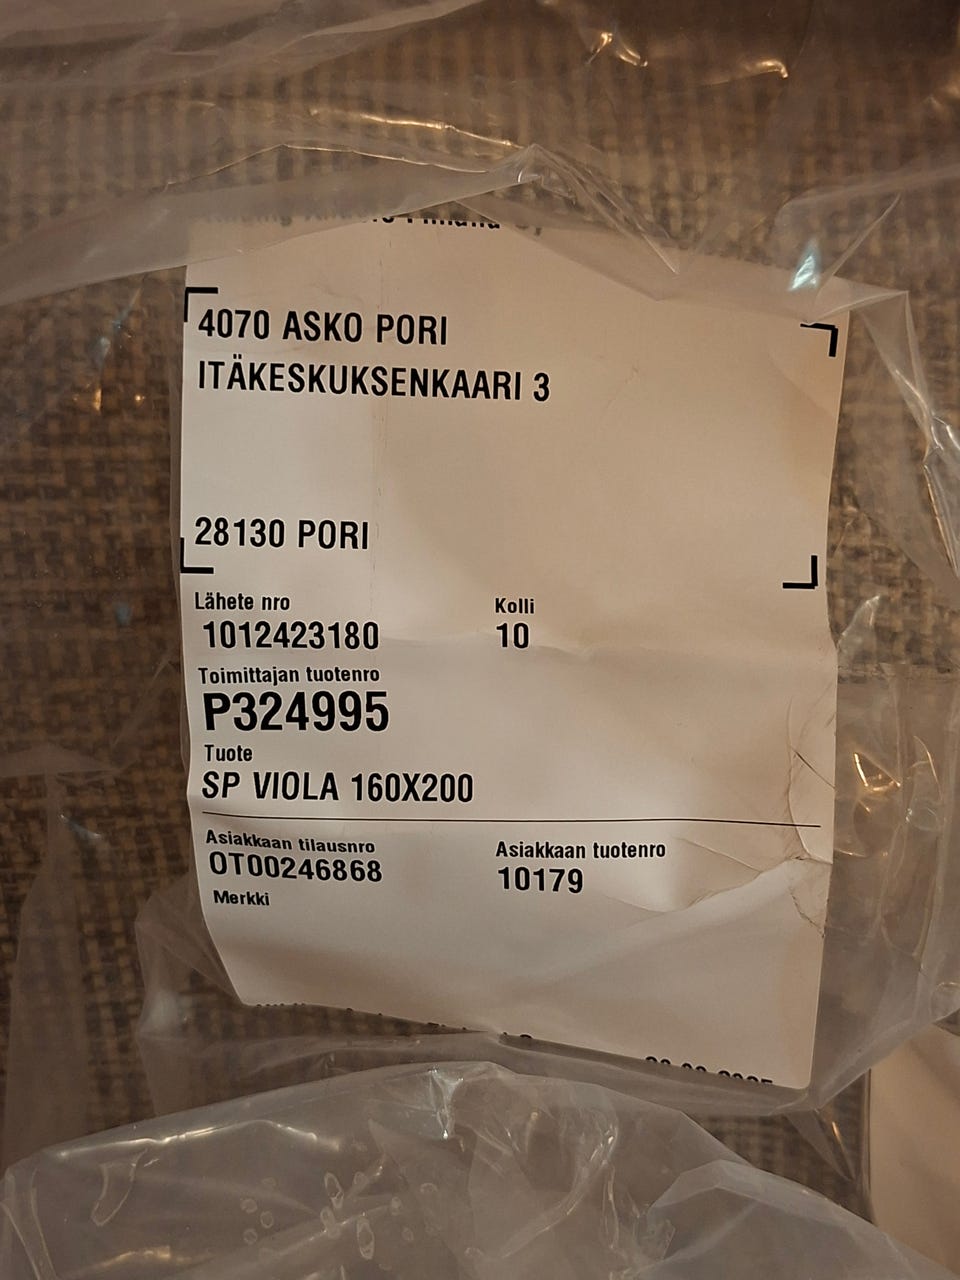 4070 ASKO PORI
ITÄKESKUKSENKAARI 3
28130 PORI
Lähete nro
1012423180
Kolli
10
Toimittajan tuotenro
P324995
Tuote
SP VIOLA 160X200
Asiakkaan tilausnro
OT00246868
Asiakkaan tuotenro
10179
Merkki